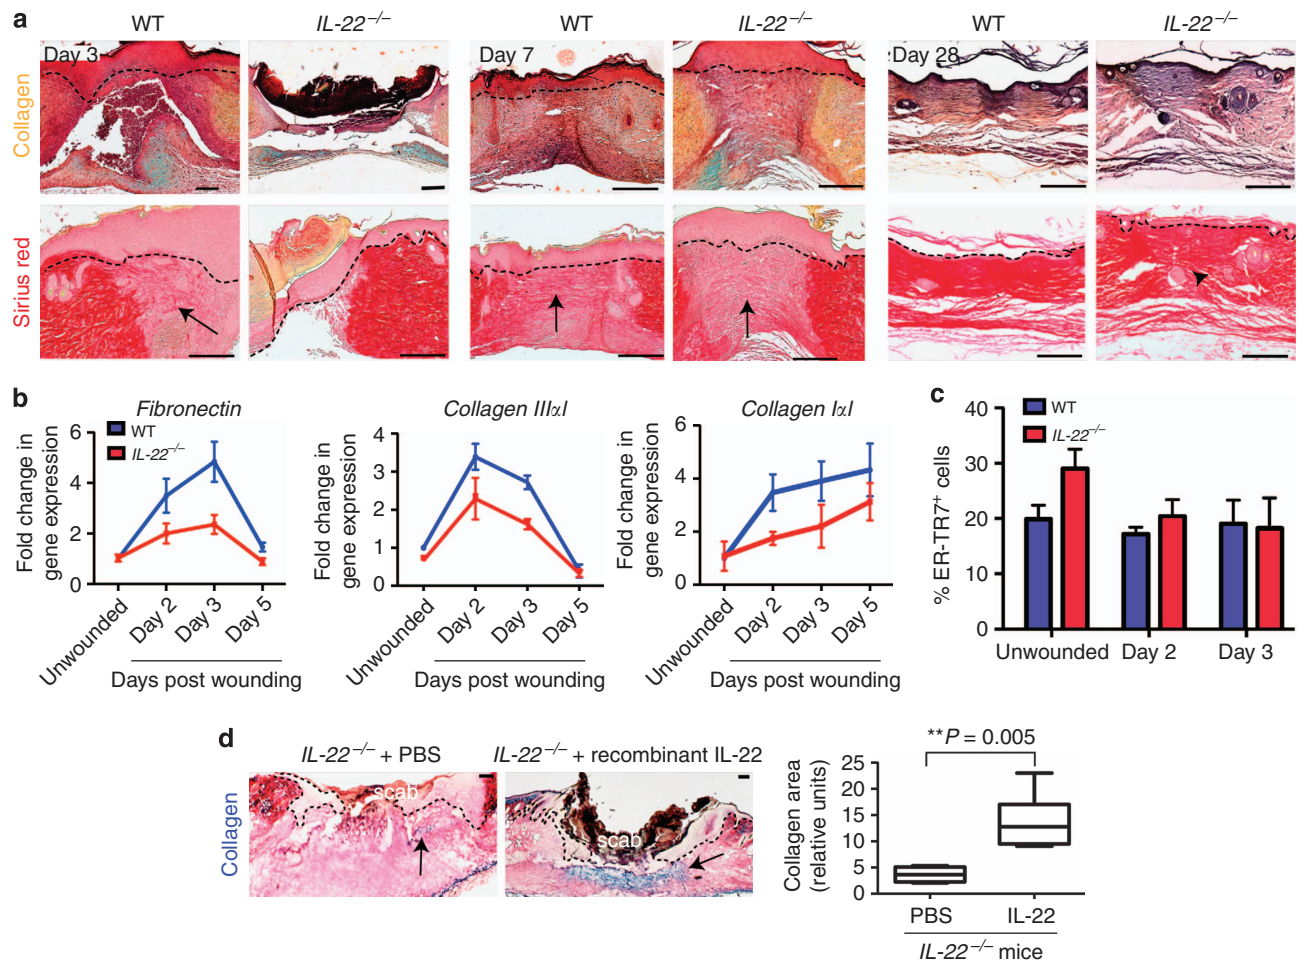 a
WT
IL-22−/−
WT
IL-22−/−
WT
IL-22−/−
Day 3
Day 7
Day 28
Collagen
Sirius red
b
Fibronectin
Collagen IIIαI
Collagen IαI
Fold change in
gene expression
6
4
2
0
WT
IL-22−/−
Unwounded
Day 2
Day 3
Day 5
Days post wounding
Fold change in
gene expression
4
3
2
1
0
Unwounded
Day 2
Day 3
Day 5
Days post wounding
Fold change in
gene expression
6
4
2
0
Unwounded
Day 2
Day 3
Day 5
Days post wounding
c
% ER-TR7+ cells
40
30
20
10
0
WT
IL-22−/−
Unwounded
Day 2
Day 3
d
IL-22−/− + PBS
IL-22−/− + recombinant IL-22
Collagen
scab
scab
**P = 0.005
Collagen area
(relative units)
25
20
15
10
5
0
PBS
IL-22
IL-22−/− mice